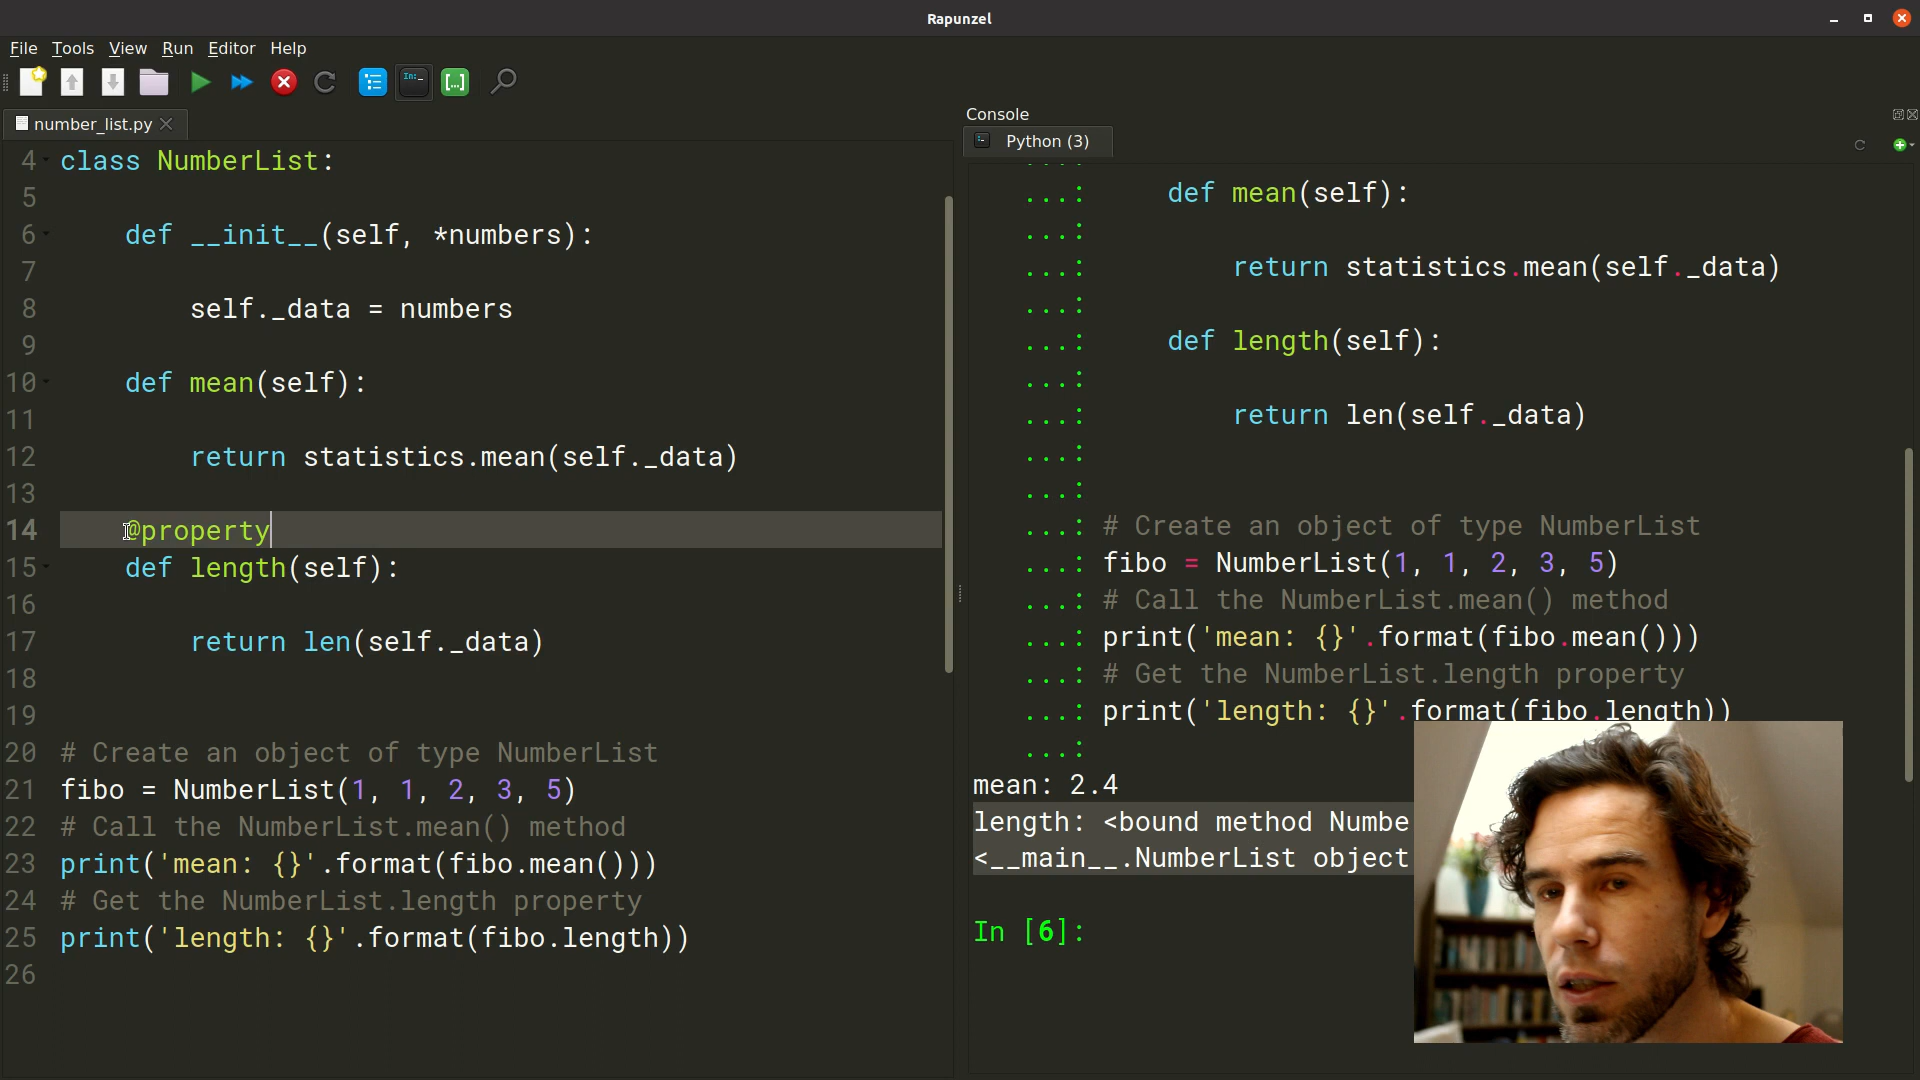 Rapunzel
File Tools View Run Editor Help
In:_
[...]
number_list.py
4 class NumberList:
5
6 def __init__(self, *numbers):
7
8 self._data = numbers
9
10 def mean(self):
11
12 return statistics.mean(self._data)
13
14 @property
15 def length(self):
16
17 return len(self._data)
18
19
20 # Create an object of type NumberList
21 fibo = NumberList(1, 1, 2, 3, 5)
22 # Call the NumberList.mean() method
23 print('mean: {}'.format(fibo.mean()))
24 # Get the NumberList.length property
25 print('length: {}'.format(fibo.length))
26
Console
Python (3)
...: def mean(self):
...:
...: return statistics.mean(self._data)
...:
...: def length(self):
...:
...: return len(self._data)
...:
...:
...: # Create an object of type NumberList
...: fibo = NumberList(1, 1, 2, 3, 5)
...: # Call the NumberList.mean() method
...: print('mean: {}'.format(fibo.mean()))
...: # Get the NumberList.length property
...: print('length: {}'.format(fibo.length))
...:
mean: 2.4
length: <bound method Numbe
<__main__.NumberList object
In [6]: